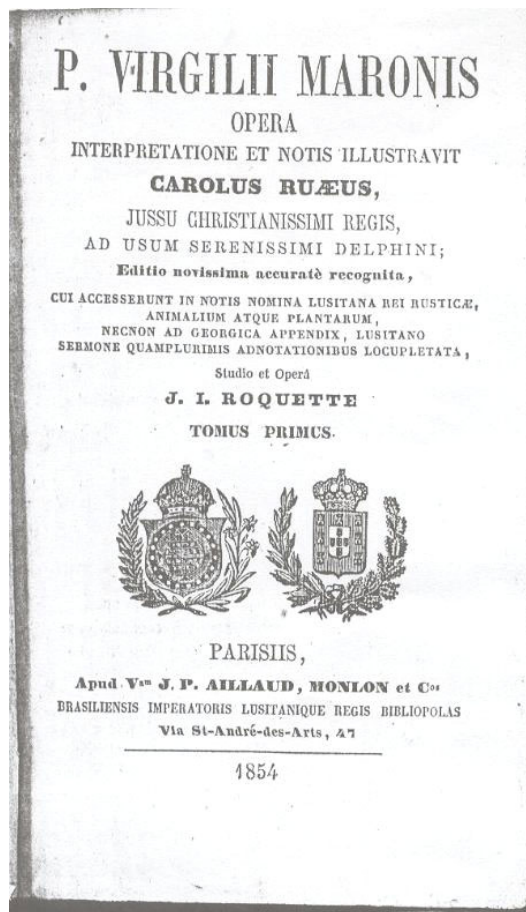 P. VIRGILII MARONIS
OPERA
INTERPRETATIONE ET NOTIS ILLUSTRAVIT
CAROLUS RUÆUS,
JUSSU CHRISTIANISSIMI REGIS,
AD USUM SERENISSIMI DELPHINI;
Editio novissima accuratè recognita,
CUI ACCESSERUNT IN NOTIS NOMINA LUSITANA REI RUSTICÆ,
ANIMALIUM ATQUE PLANTARUM,
NECNON AD GEORGICA APPENDIX, LUSITANO
SERMONE QUAMPLURIMIS ADNOTATIONIBUS LOCUPLETATA,
Studio et Operâ
J. I. ROQUETTE
TOMUS PRIMUS.
PARISIIS,
Apud Vam J. P. AILLAUD, MONLON et Cos
BRASILIENSIS IMPERATORIS LUSITANIQUE REGIS BIBLIOPOLAS
Via St-André-des-Arts, 47
1854